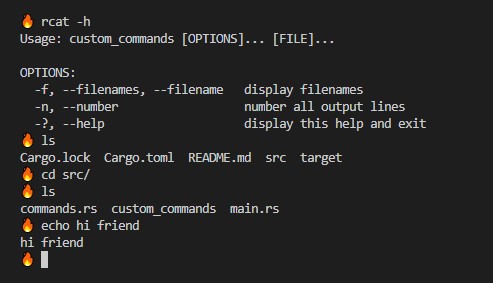 🔥 rcat -h
Usage: custom_commands [OPTIONS]... [FILE]...
OPTIONS:
-f, --filenames, --filename   display filenames
-n, --number                  number all output lines
-?, --help                    display this help and exit
🔥 ls
Cargo.lock  Cargo.toml  README.md  src  target
🔥 cd src/
🔥 ls
commands.rs  custom_commands  main.rs
🔥 echo hi friend
hi friend
🔥